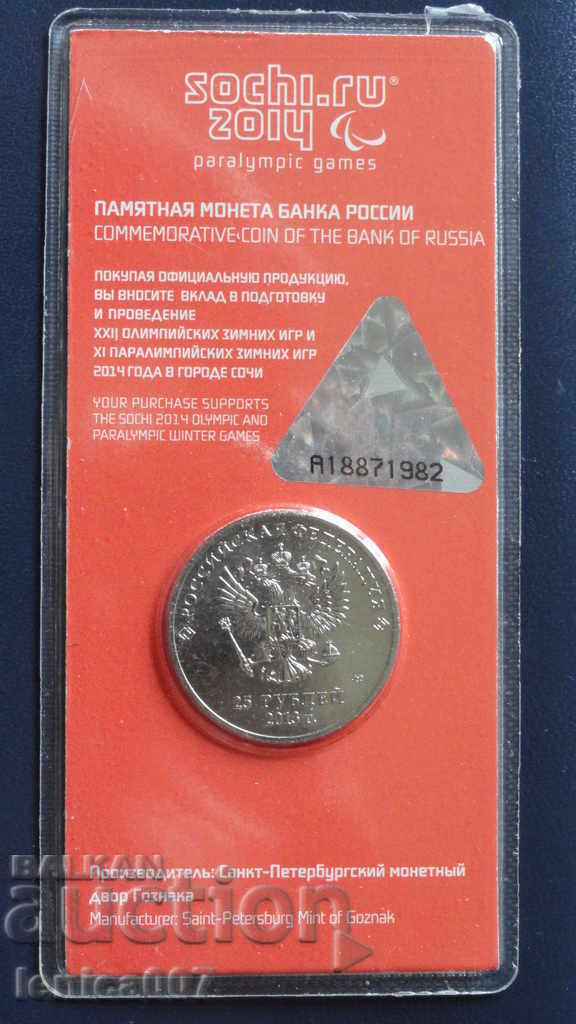 sochi.ru®
2014
paralympic games
ПАМЯТНАЯ МОНЕТА БАНКА РОССИИ
COMMEMORATIVE COIN OF THE BANK OF RUSSIA
ПОКУПАЯ ОФИЦИАЛЬНУЮ ПРОДУКЦИЮ,
ВЫ ВНОСИТЕ ВКЛАД В ПОДГОТОВКУ
И ПРОВЕДЕНИЕ
XXII ОЛИМПИЙСКИХ ЗИМНИХ ИГР И
XI ПАРАЛИМПИЙСКИХ ЗИМНИХ ИГР
2014 ГОДА В ГОРОДЕ СОЧИ
YOUR PURCHASE SUPPORTS
THE SOCHI 2014 OLYMPIC AND
PARALYMPIC WINTER GAMES
A18871982
РОССИЙСКАЯ ФЕДЕРАЦИЯ
25 РУБЛЕЙ
2013 г.
Производитель: Санкт-Петербургский монетный
двор Гознака
Manufacturer: Saint-Petersburg Mint of Goznak
BALKAN
auction
lenica007